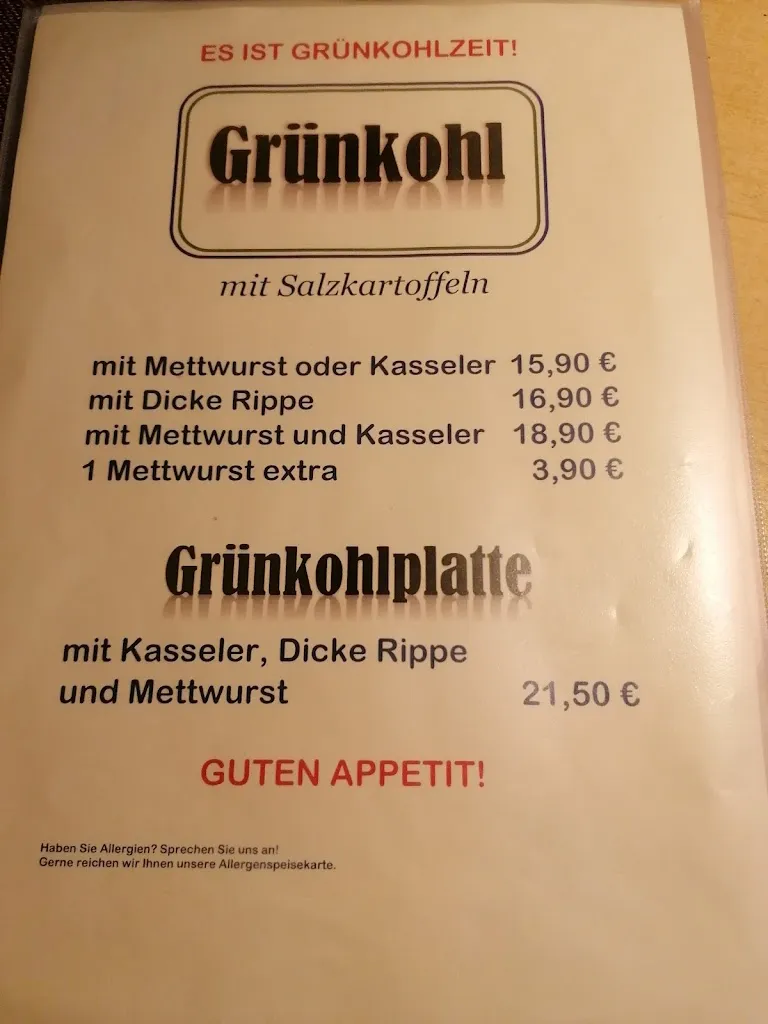 ES IST GRÜNKOHLZEIT!
Grünkohl
mit Salzkartoffeln
mit Mettwurst oder Kasseler 15,90 €
mit Dicke Rippe 16,90 €
mit Mettwurst und Kasseler 18,90 €
1 Mettwurst extra 3,90 €
Grünkohlplatte
mit Kasseler, Dicke Rippe
und Mettwurst 21,50 €
GUTEN APPETIT!
Haben Sie Allergien? Sprechen Sie uns an!
Gerne reichen wir Ihnen unsere Allergenspeisekarte.